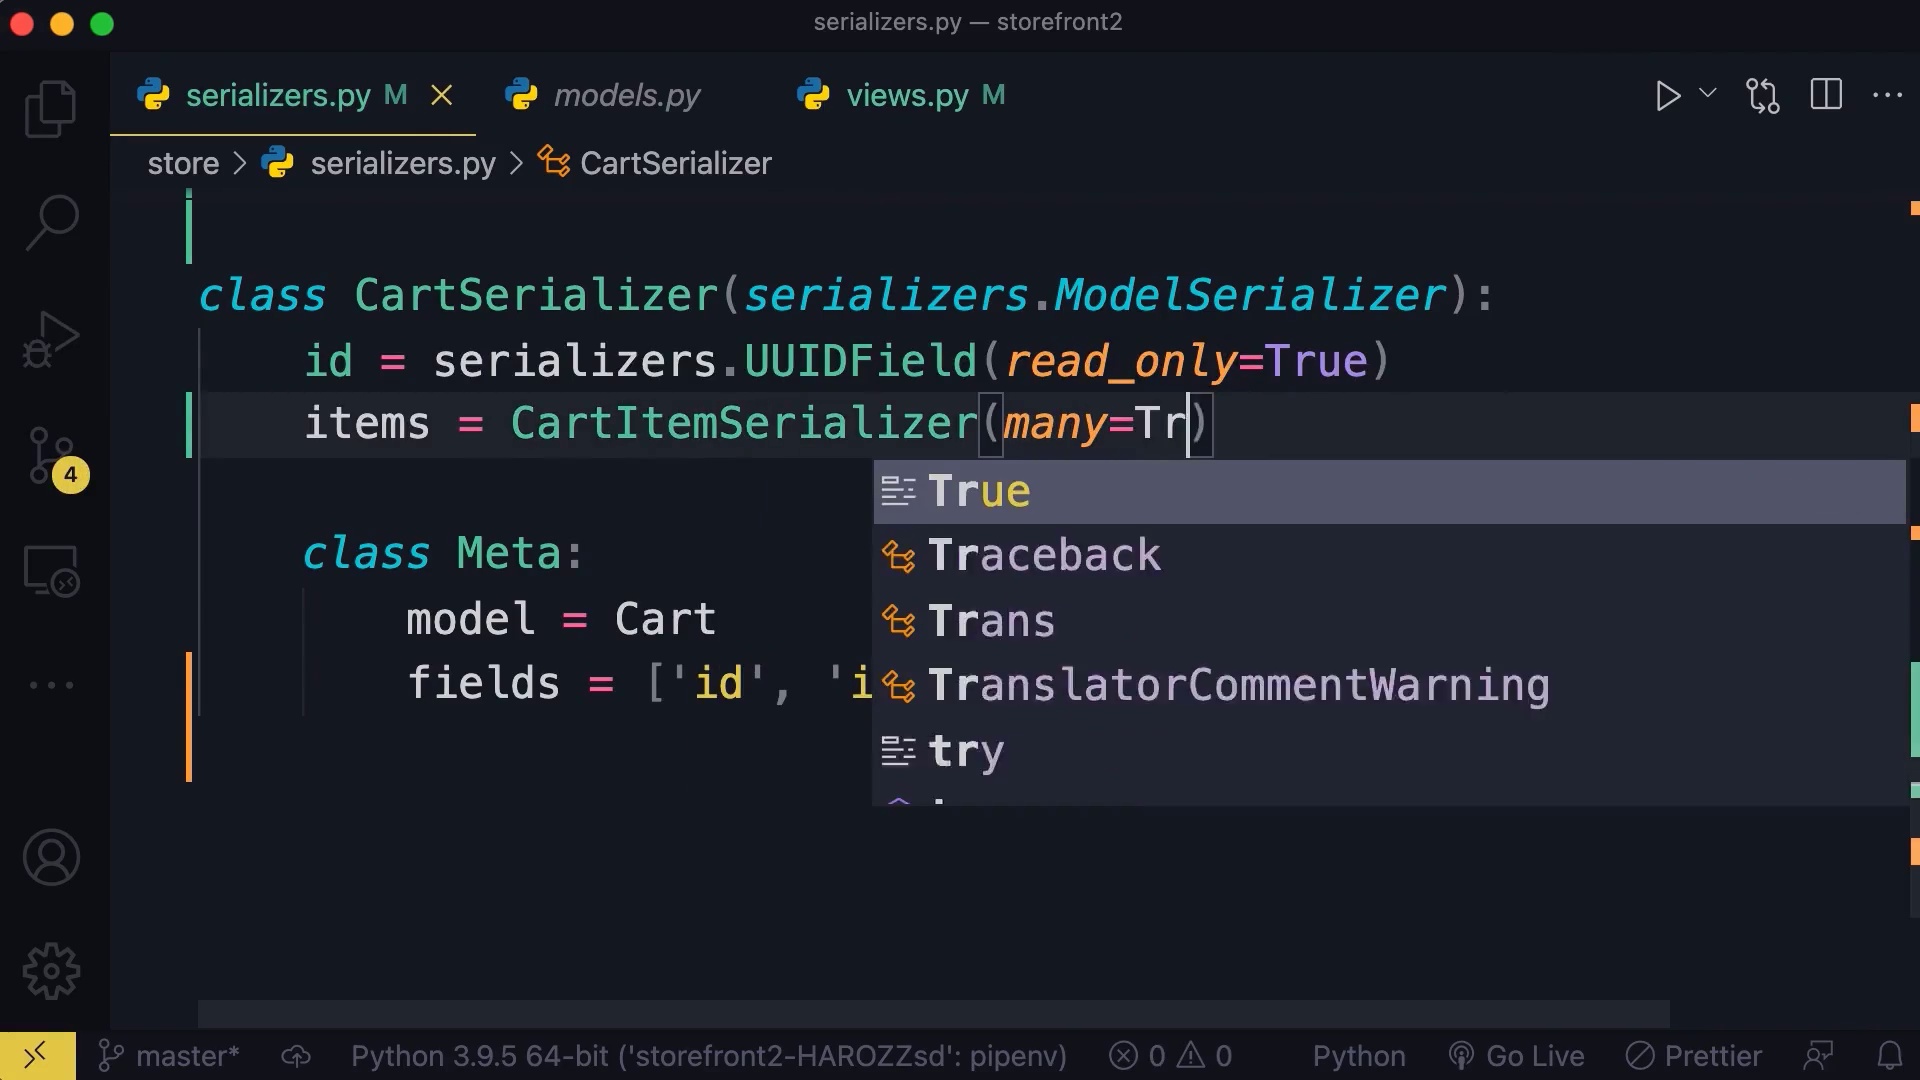 serializers.py — storefront2
serializers.py M models.py views.py M
store > serializers.py > CartSerializer
class CartSerializer(serializers.ModelSerializer):
id = serializers.UUIDField(read_only=True)
items = CartItemSerializer(many=Tr)
True
class Meta:
Traceback
model = Cart
Trans
fields = ['id', 'i
TranslatorCommentWarning
try
4
master* Python 3.9.5 64-bit ('storefront2-HAROZZsd': pipenv) 0 0 Python Go Live Prettier